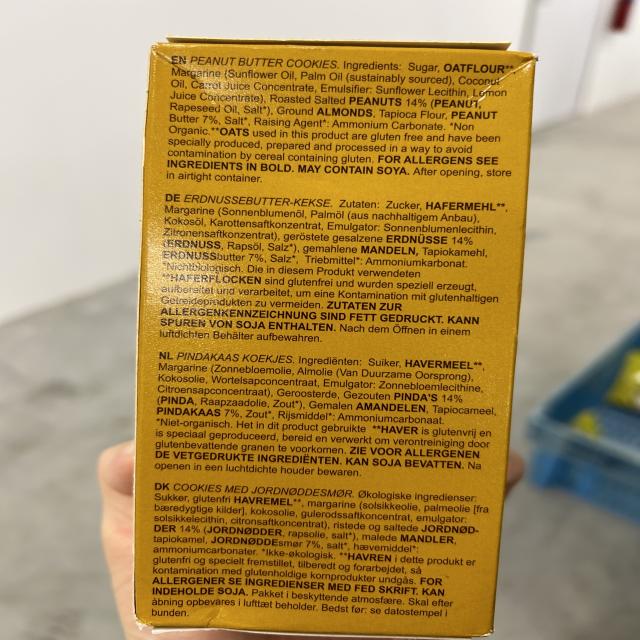 EN PEANUT BUTTER COOKIES. Ingredients: Sugar, OATFLOUR**,
Margarine (Sunflower Oil, Palm Oil (sustainably sourced), Coconut
Oil, Carrot Juice Concentrate, Emulsifier: Sunflower Lecithin, Lemon
Juice Concentrate), Roasted Salted PEANUTS 14% (PEANUT,
Rapeseed Oil, Salt*), Ground ALMONDS, Tapioca Flour, PEANUT
Butter 7%, Salt*, Raising Agent*: Ammonium Carbonate. *Non
Organic.**OATS used in this product are gluten free and have been
specially produced, prepared and processed in a way to avoid
contamination by cereal containing gluten. FOR ALLERGENS SEE
INGREDIENTS IN BOLD. MAY CONTAIN SOYA. After opening, store
in airtight container.
DE ERDNUSSEBUTTER-KEKSE. Zutaten: Zucker, HAFERMEHL**,
Margarine (Sonnenblumenöl, Palmöl (aus nachhaltigem Anbau),
Kokosöl, Karottensaftkonzentrat, Emulgator: Sonnenblumenlecithin,
Zitronensaftkonzentrat), geröstete gesalzene ERDNÜSSE 14%
(ERDNUSS, Rapsöl, Salz*), gemahlene MANDELN, Tapiokamehl,
ERDNUSSbutter 7%, Salz*, Triebmittel*: Ammoniumkarbonat.
*Nichtbiologisch. Die in diesem Produkt verwendeten
**HAFERFLOCKEN sind glutenfrei und wurden speziell erzeugt,
aufbereitet und verarbeitet, um eine Kontamination mit glutenhaltigen
Getreideprodukten zu vermeiden. ZUTATEN ZUR
ALLERGENKENNZEICHNUNG SIND FETT GEDRUCKT. KANN
SPUREN VON SOJA ENTHALTEN. Nach dem Öffnen in einem
luftdichten Behälter aufbewahren.
NL PINDAKAAS KOEKJES. Ingrediënten: Suiker, HAVERMEEL**,
Margarine (Zonnebloemolie, Almolie (Van Duurzame Oorsprong),
Kokosolie, Wortelsapconcentraat, Emulgator: Zonnebloemlecithine,
Citroensapconcentraat), Geroosterde, Gezouten PINDA'S 14%
(PINDA, Raapzaadolie, Zout*), Gemalen AMANDELEN, Tapiocameel,
PINDAKAAS 7%, Zout*, Rijsmiddel*: Ammoniumcarbonaat.
*Niet-organisch. Het in dit product gebruikte **HAVER is glutenvrij en
is speciaal geproduceerd, bereid en verwerkt om verontreiniging door
glutenbevattende granen te voorkomen. ZIE VOOR ALLERGENEN
DE VETGEDRUKTE INGREDIËNTEN. KAN SOJA BEVATTEN. Na
openen in een luchtdichte houder bewaren.
DK COOKIES MED JORDNØDDESMØR. Økologiske ingredienser:
Sukker, glutenfri HAVREMEL**, margarine (solsikkeolie, palmeolie [fra
bæredygtige kilder], kokosolie, gulerodssaftkoncentrat, emulgator:
solsikkelecithin, citronsaftkoncentrat), ristede og saltede JORDNØD-
DER 14% (JORDNØDDER, rapsolie, salt*), malede MANDLER,
tapiokamel, JORDNØDDEsmør 7%, salt*, hævemiddel*:
ammoniumcarbonater. *Ikke-økologisk. **HAVREN i dette produkt er
glutenfri og specielt fremstillet, tilberedt og forarbejdet, så
kontamination med glutenholdige kornprodukter undgås. FOR
ALLERGENER SE INGREDIENSER MED FED SKRIFT. KAN
INDEHOLDE SOJA. Pakket i beskyttende atmosfære. Skal efter
åbning opbevares i lufttæt beholder. Bedst før: se datostempel i
bunden.